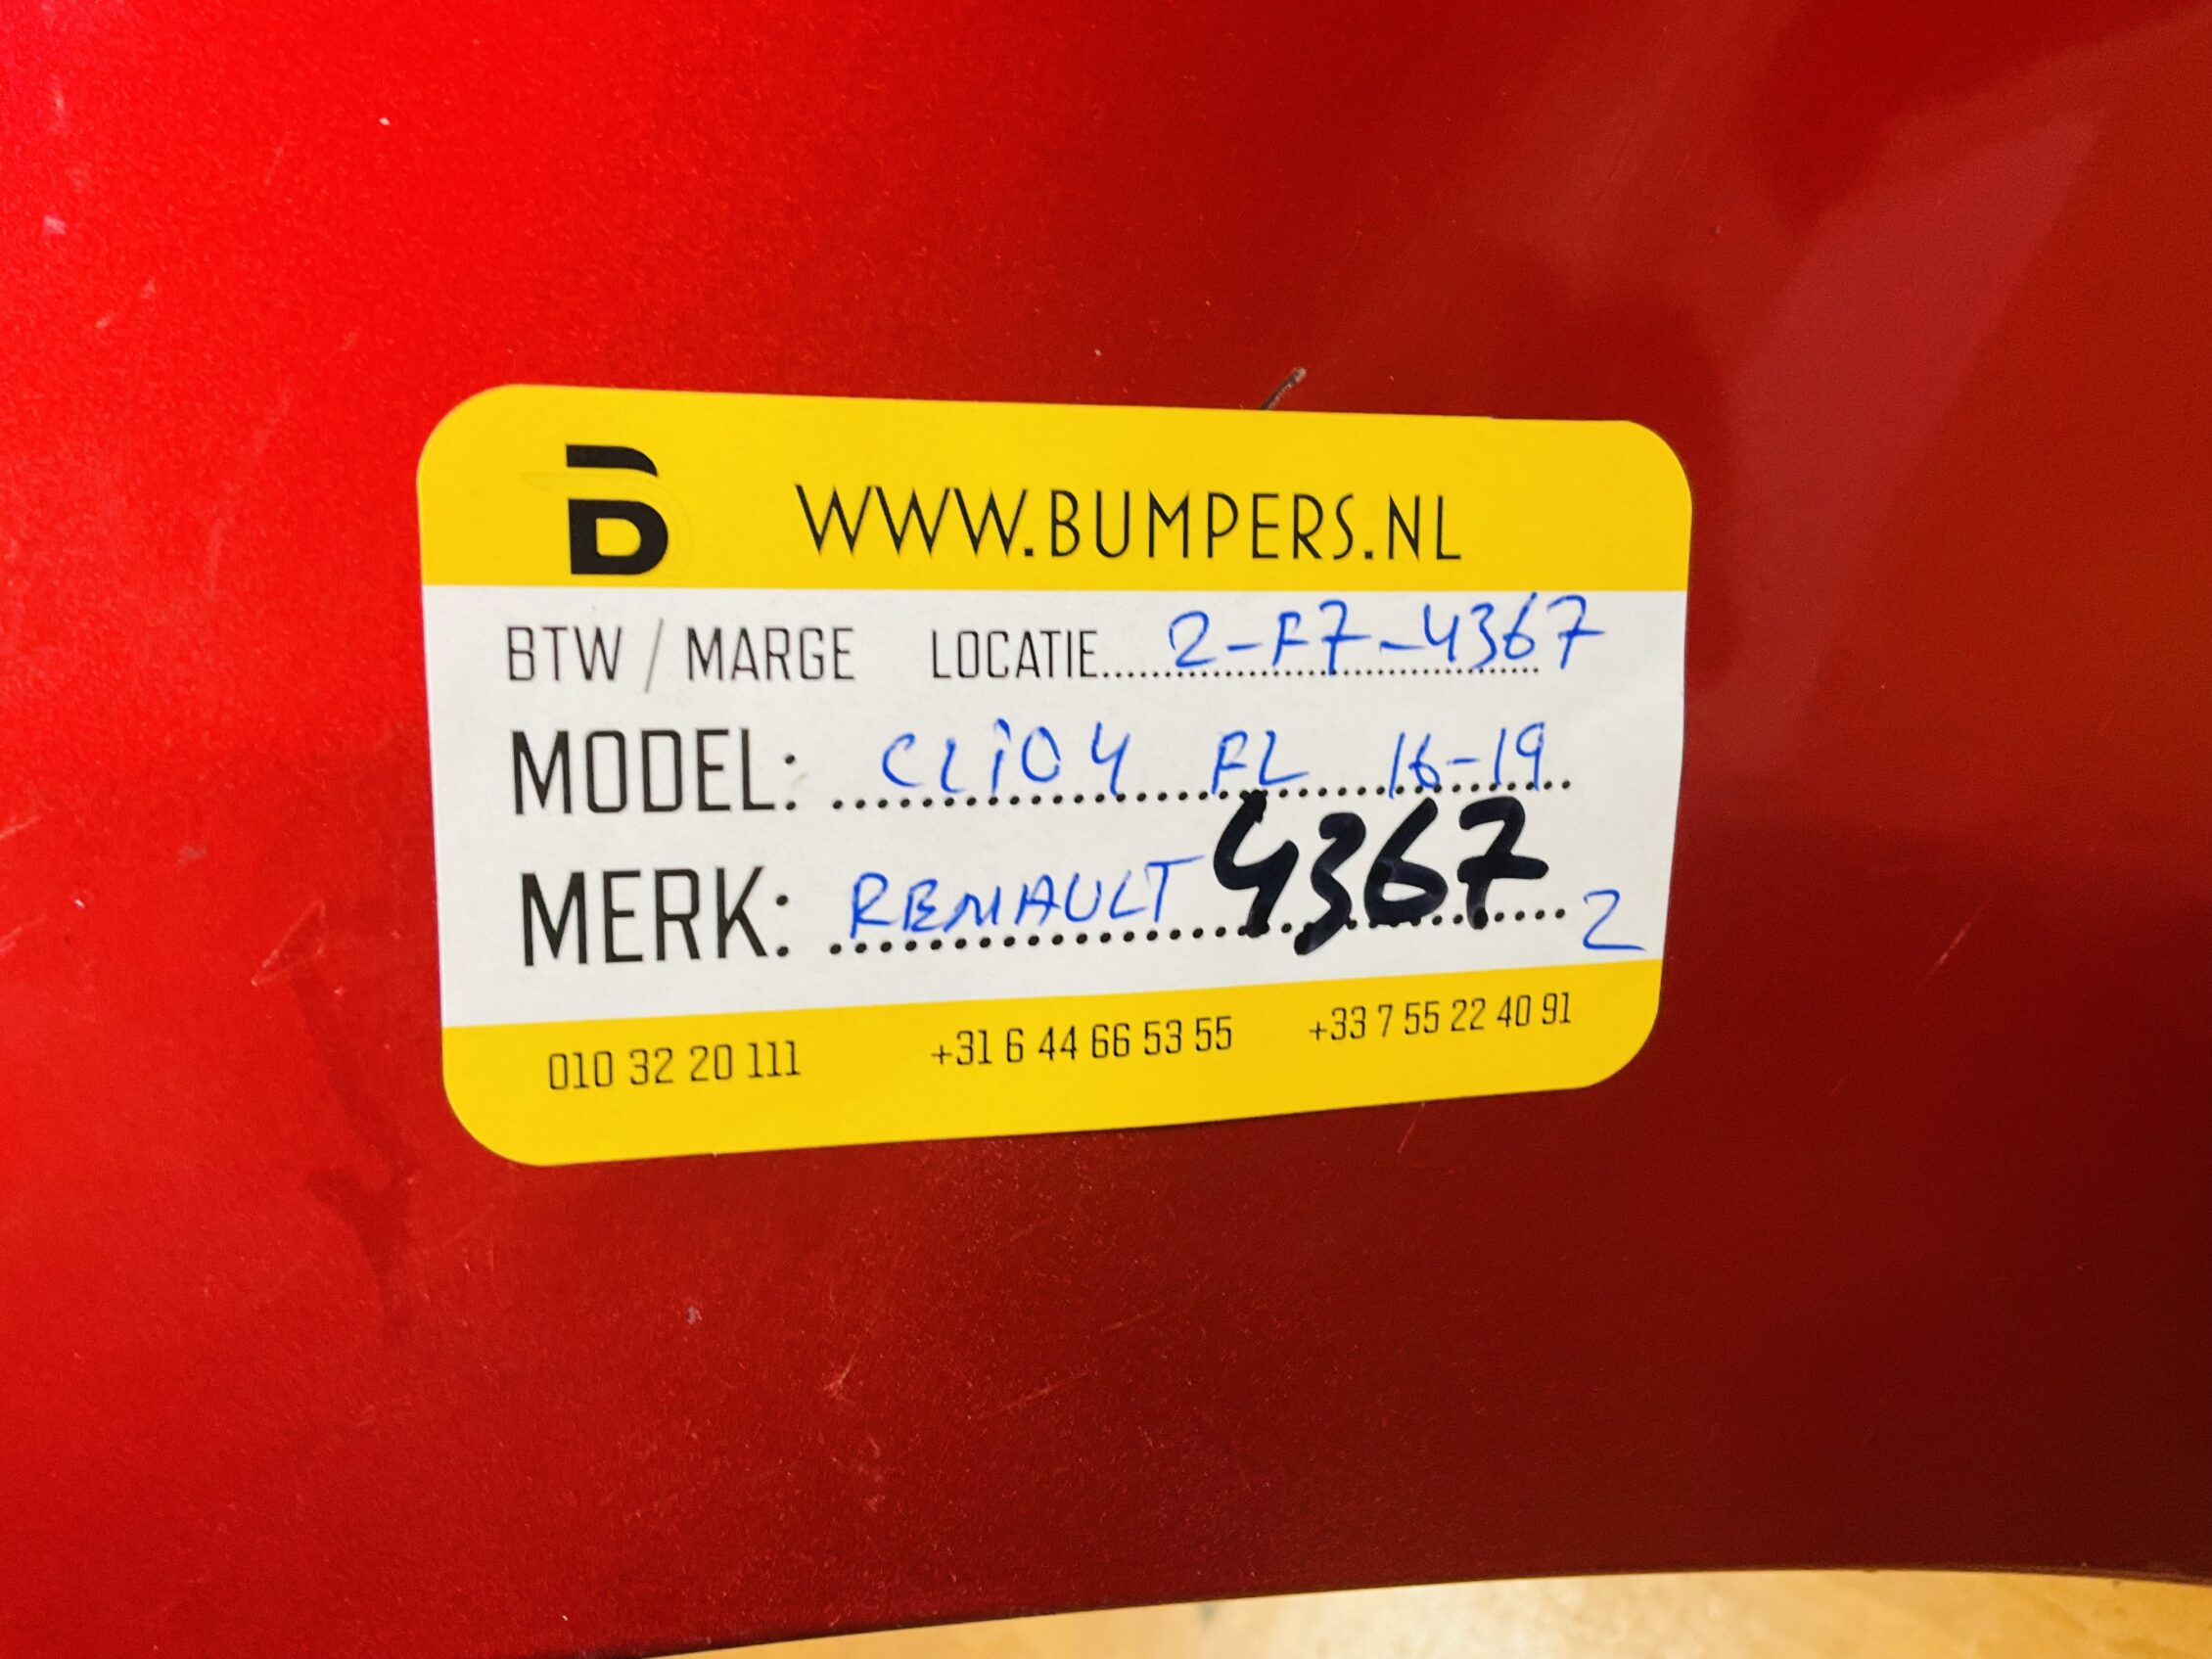 WWW.BUMPERS.NL
BTW / MARGE LOCATIE 2-F7-4367
MODEL: CLiO 4 FL 16-19
MERK: RENAULT 4367 2
010 32 20 111 +31 6 44 66 53 55 +33 7 55 22 40 91